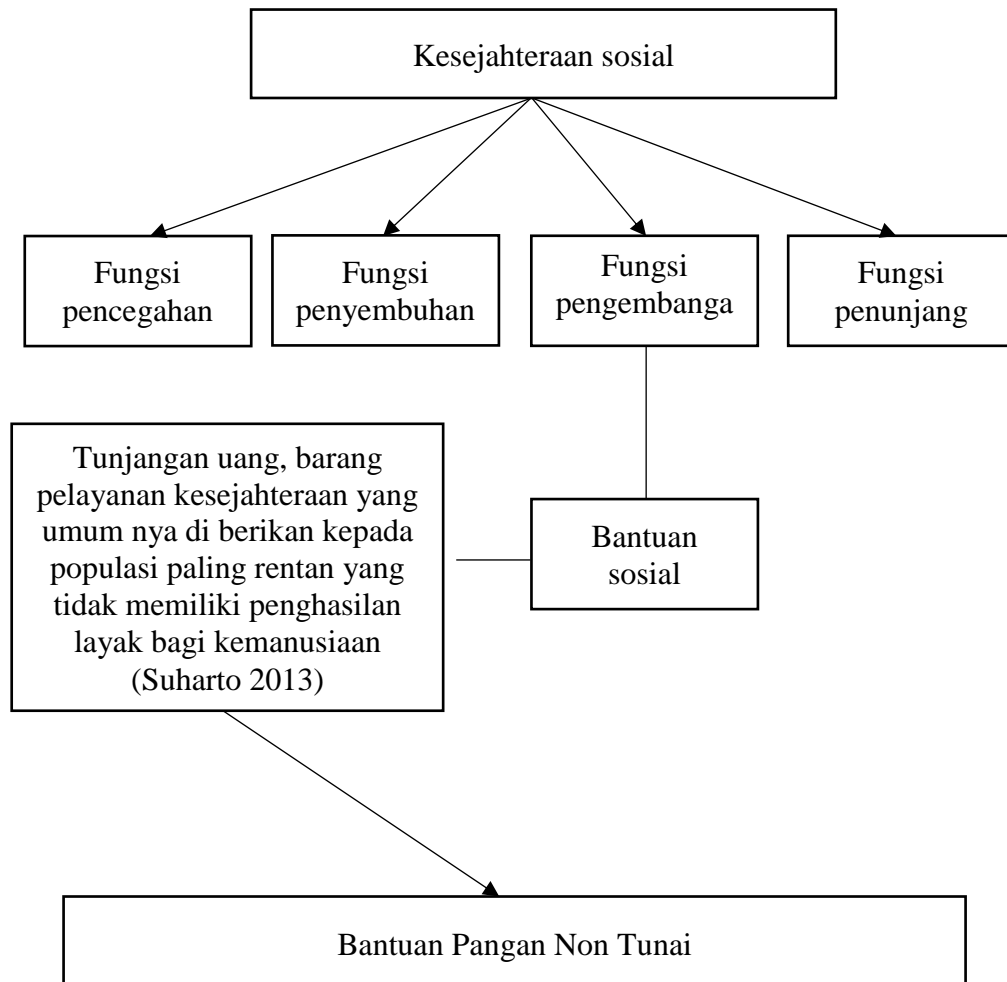 Kesejahteraan sosial
Fungsi
pencegahan
Fungsi
penyembuhan
Fungsi
pengembanga
Fungsi
penunjang
Tunjangan uang, barang
pelayanan kesejahteraan yang
umum nya di berikan kepada
populasi paling rentan yang
tidak memiliki penghasilan
layak bagi kemanusiaan
(Suharto 2013)
Bantuan
sosial
Bantuan Pangan Non Tunai